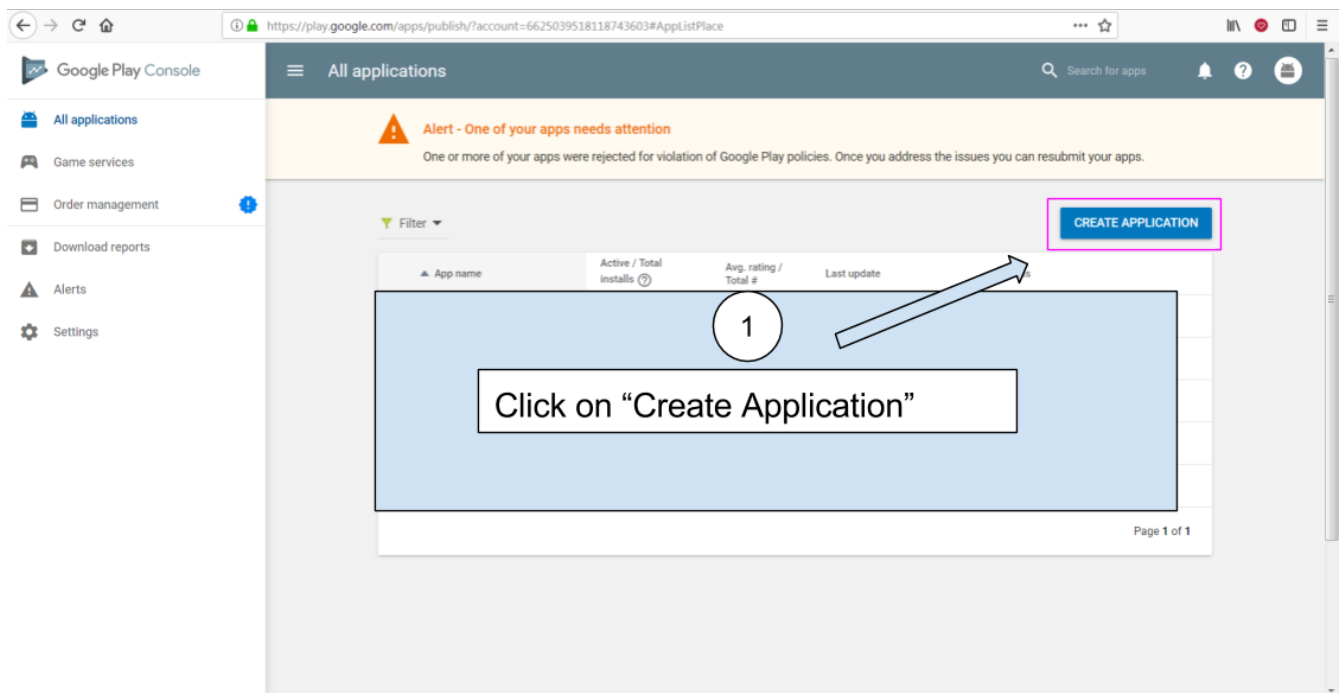 https://play.google.com/apps/publish/?account=6625039518118743603#AppListPlace
Google Play Console
All applications
Search for apps
All applications
Game services
Order management
Download reports
Alerts
Settings
Alert - One of your apps needs attention
One or more of your apps were rejected for violation of Google Play policies. Once you address the issues you can resubmit your apps.
Filter
CREATE APPLICATION
App name
Active / Total
installs
Avg. rating /
Total #
Last update
1
Click on “Create Application”
Page 1 of 1